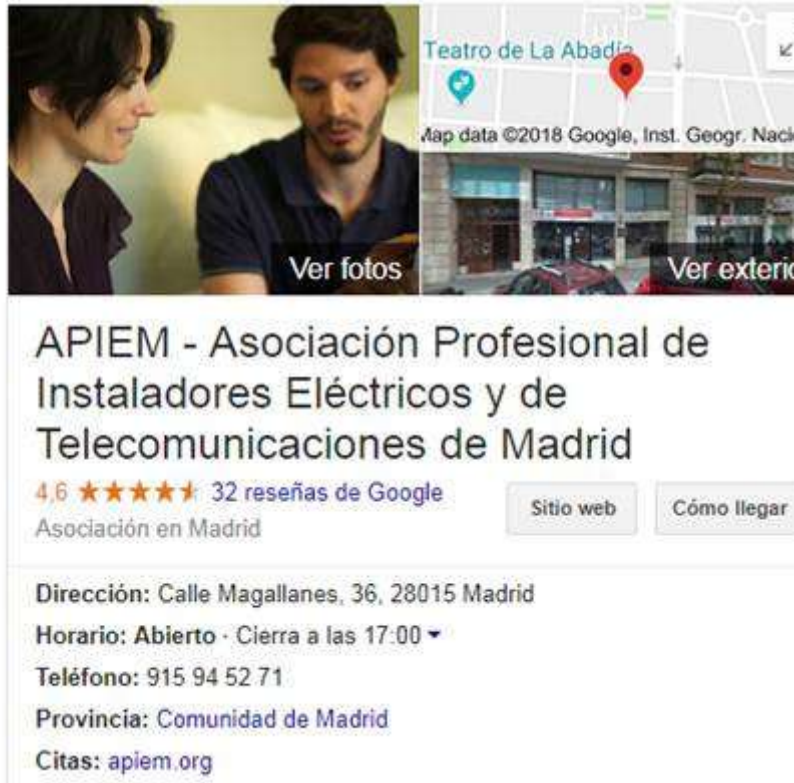 Teatro de La Abadía
Map data ©2018 Google, Inst. Geogr. Naci
Ver fotos
Ver exterio
APIEM - Asociación Profesional de
Instaladores Eléctricos y de
Telecomunicaciones de Madrid
4,6 ★★★★★ 32 reseñas de Google
Asociación en Madrid
Sitio web
Cómo llegar
Dirección: Calle Magallanes, 36, 28015 Madrid
Horario: Abierto · Cierra a las 17:00
Teléfono: 915 94 52 71
Provincia: Comunidad de Madrid
Citas: apiem.org